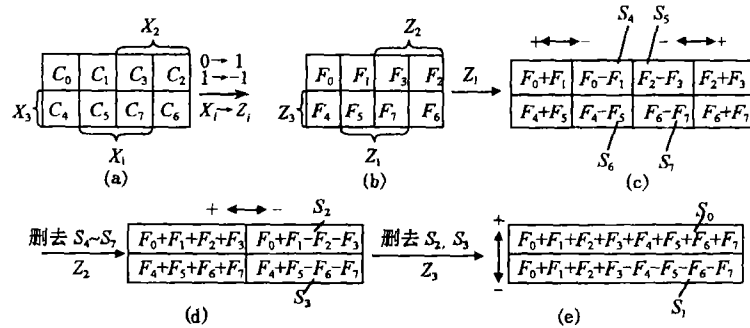 X₂
C₀ C₁ C₃ C₂
X₃ C₄ C₅ C₇ C₆
X₁
(a)
0→1
1→-1
Xᵢ→Zᵢ
Z₂
F₀ F₁ F₃ F₂
Z₃ F₄ F₅ F₇ F₆
Z₁
(b)
Z₁
S₄ S₅
+ - - +
F₀+F₁ F₀-F₁ F₂-F₃ F₂+F₃
F₄+F₅ F₄-F₅ F₆-F₇ F₆+F₇
S₆ S₇
(c)
删去 S₄~S₇
Z₂
+ - S₂
F₀+F₁+F₂+F₃ F₀+F₁-F₂-F₃
F₄+F₅+F₆+F₇ F₄+F₅-F₆-F₇
S₃
(d)
删去 S₂, S₃
Z₃
S₀
+
F₀+F₁+F₂+F₃+F₄+F₅+F₆+F₇
F₀+F₁+F₂+F₃-F₄-F₅-F₆-F₇
-
S₁
(e)